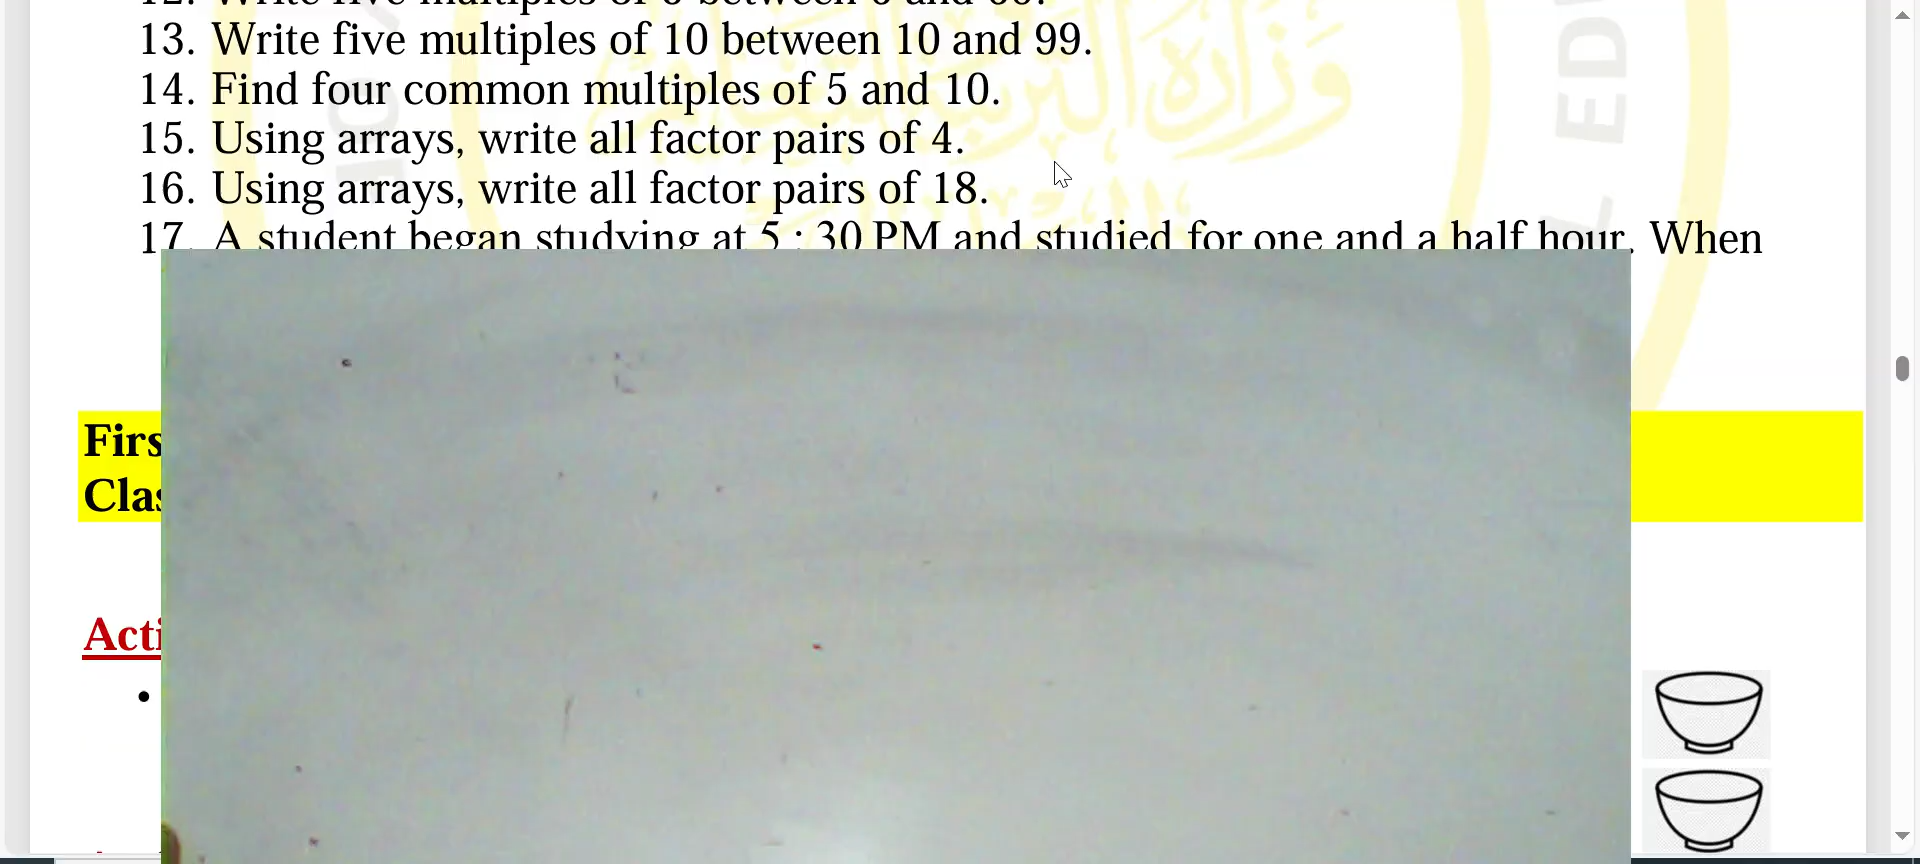 13. Write five multiples of 10 between 10 and 99.
14. Find four common multiples of 5 and 10.
15. Using arrays, write all factor pairs of 4.
16. Using arrays, write all factor pairs of 18.
17. A student began studying at 5 : 30 PM and studied for one and a half hour. When
Firs
Clas
Acti